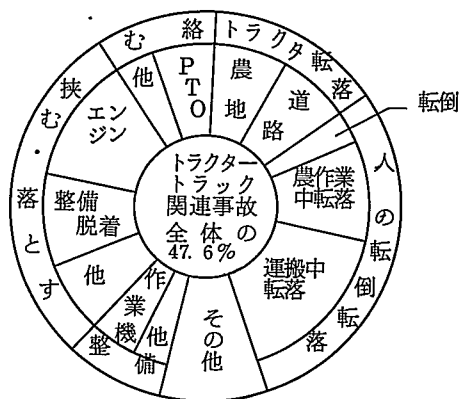 トラクター
トラック
関連事故
全体の
47.6%
トラクタ転落
農地
道路
人の転倒転落
転倒
農作業
中転落
運搬中
転落
その他
整備
作業機
他
挟む・落とす
エン
ジン
整備
脱着
他
絡む
他
PTO